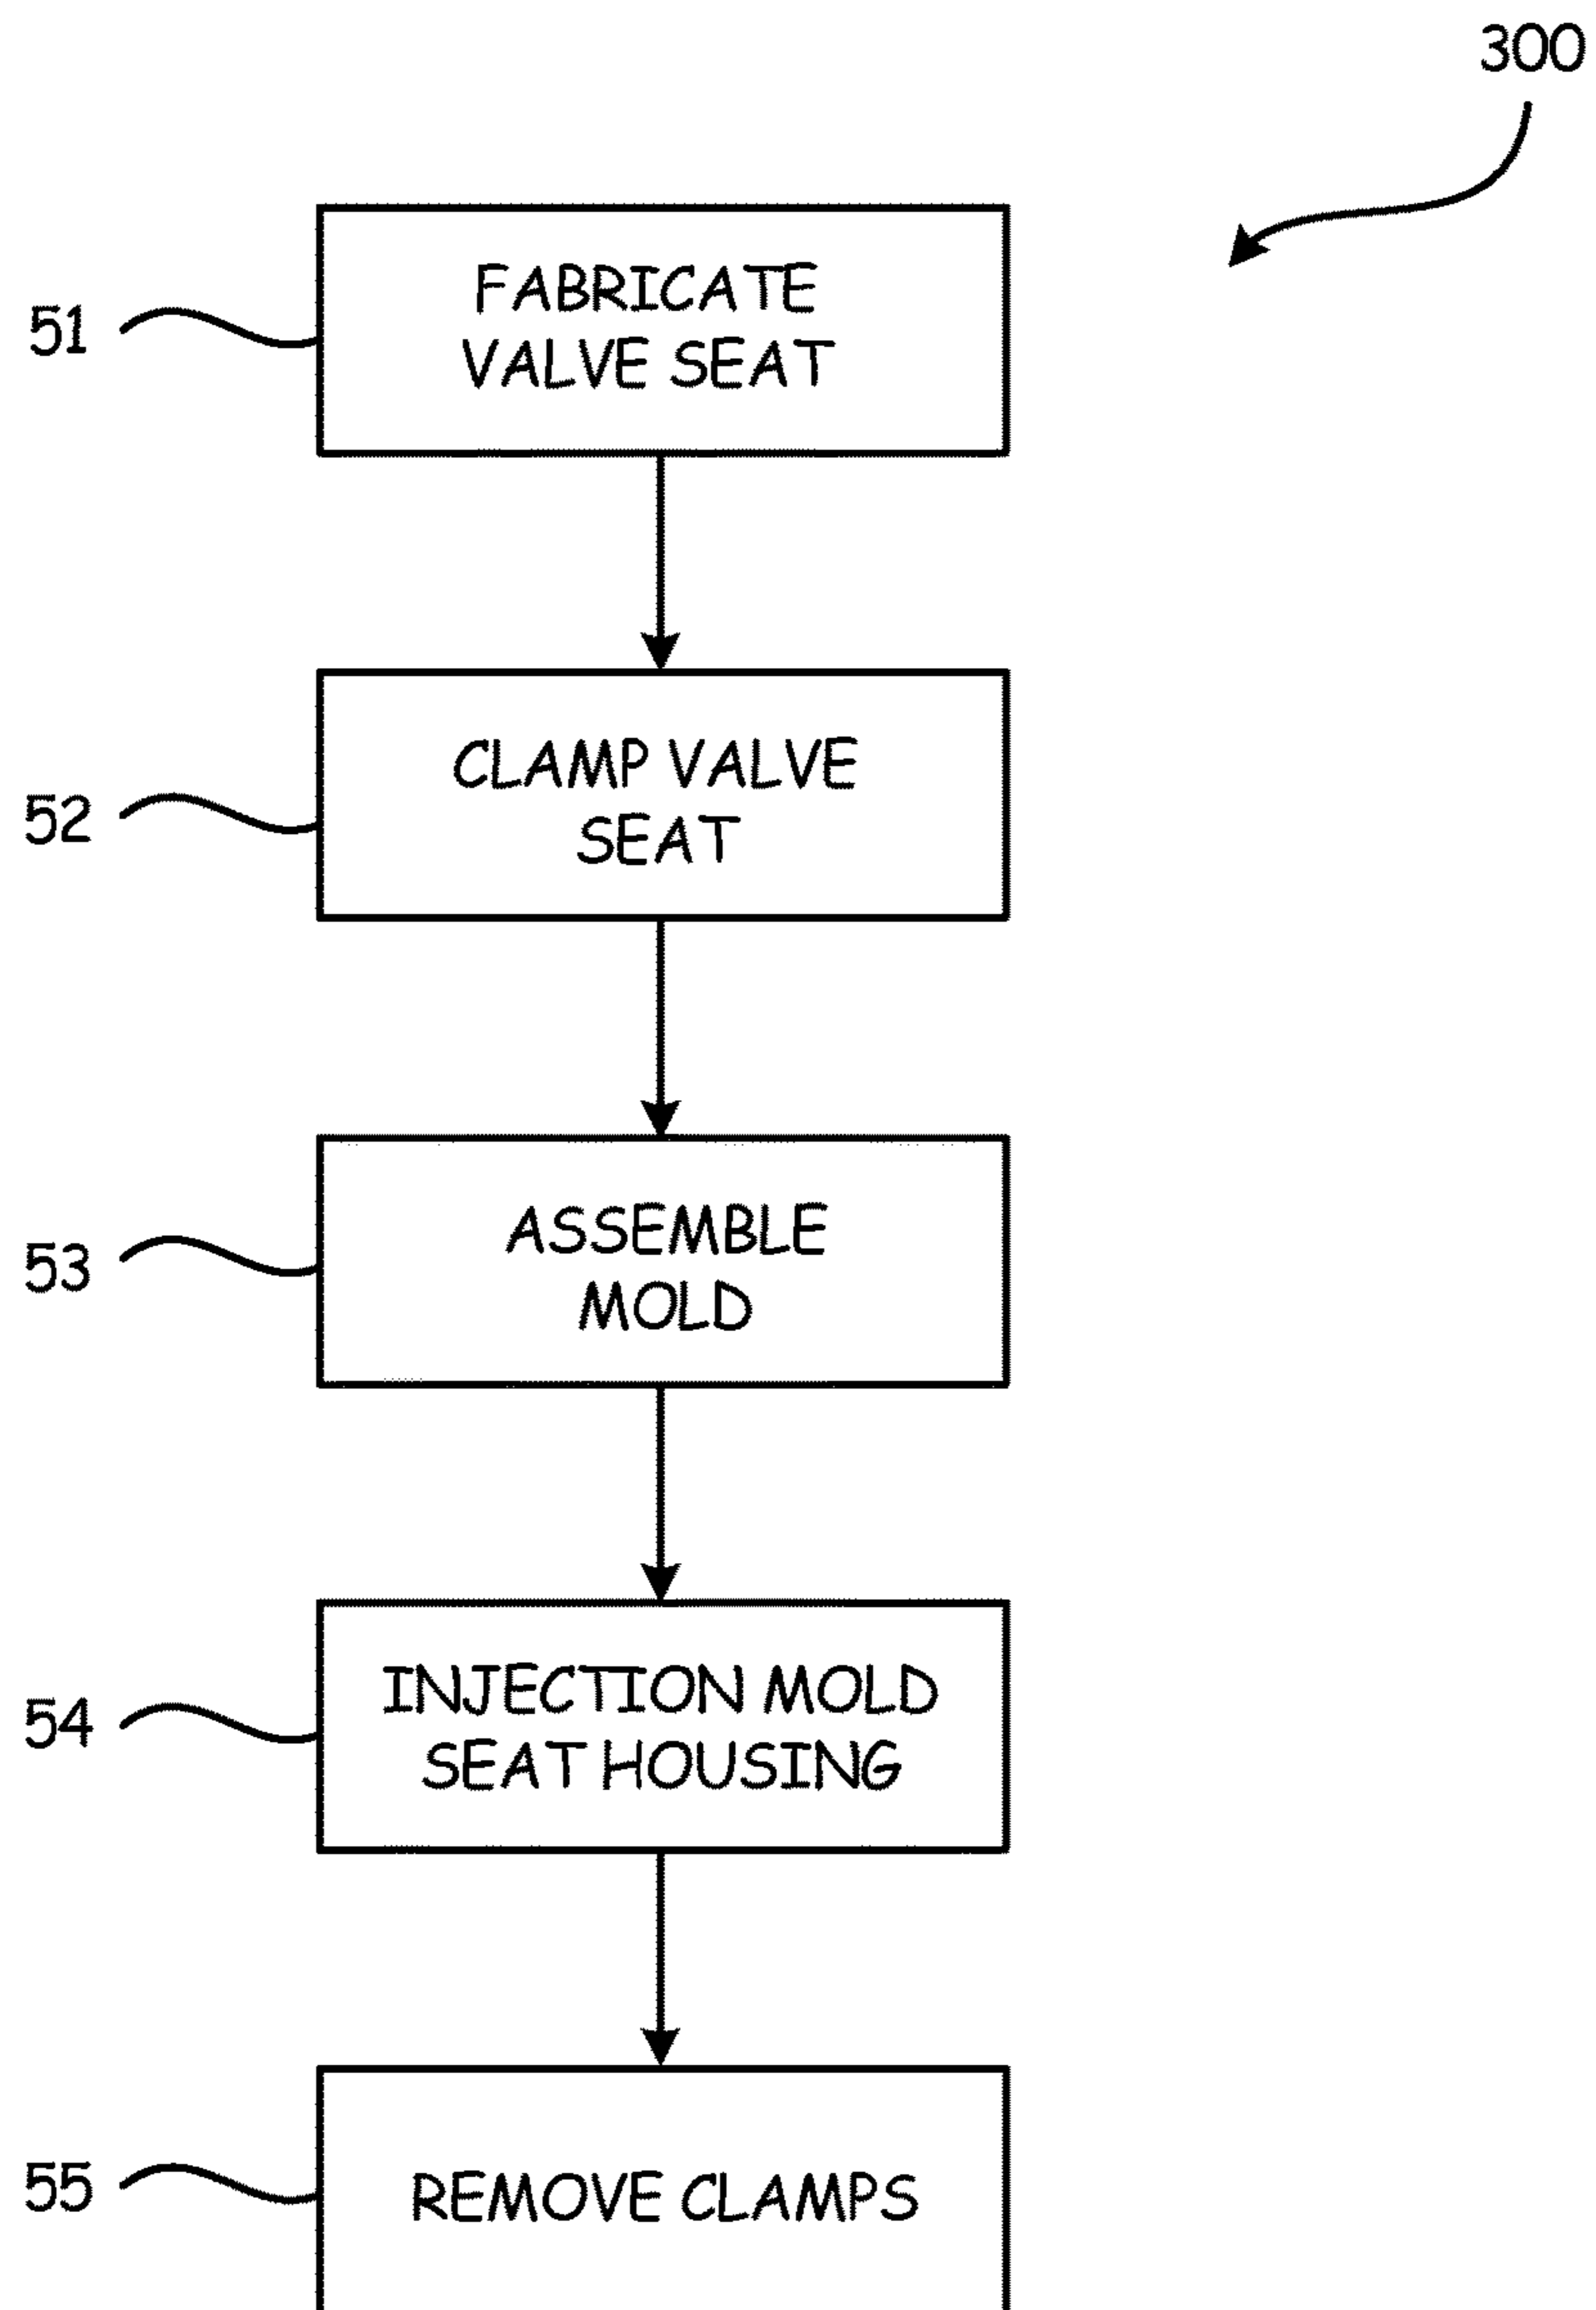 300
51
FABRICATE
VALVE SEAT
52
CLAMP VALVE
SEAT
53
ASSEMBLE
MOLD
54
INJECTION MOLD
SEAT HOUSING
55
REMOVE CLAMPS